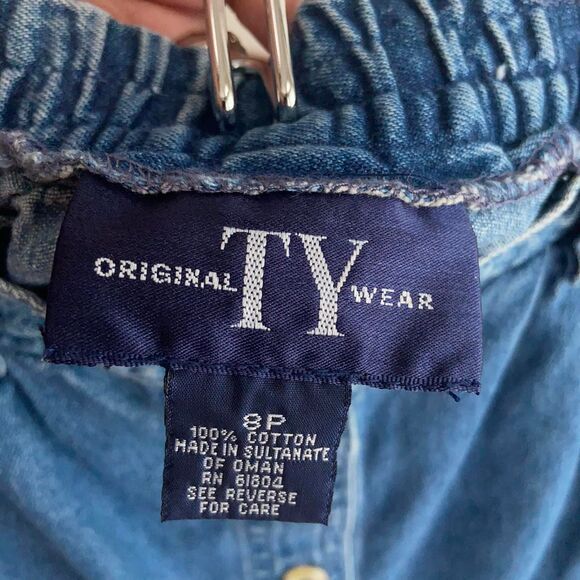 ORIGINAL TY WEAR
8P
100% COTTON
MADE IN SULTANATE
OF OMAN
RN 61804
SEE REVERSE
FOR CARE